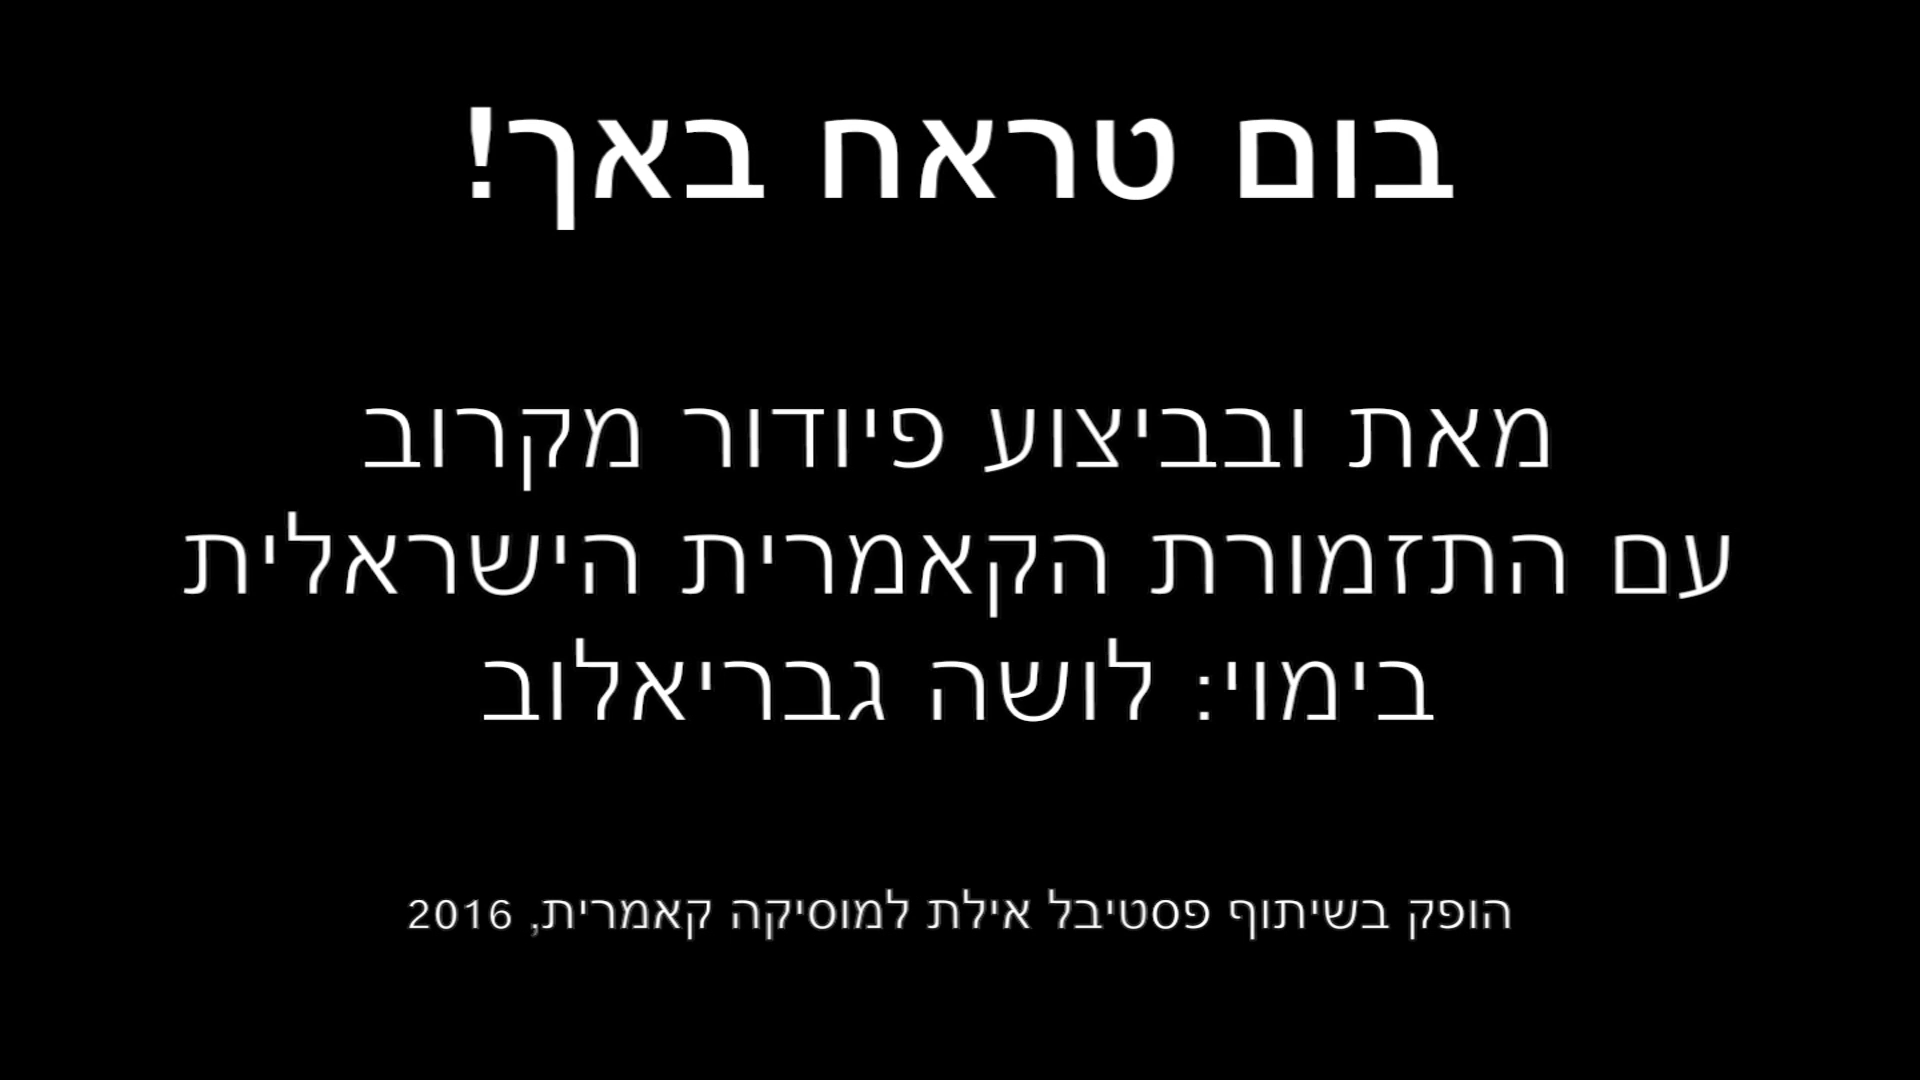 בום טראח באך!
מאת ובביצוע פיודור מקרוב
עם התזמורת הקאמרית הישראלית
בימוי: לושה גבריאלוב
הופק בשיתוף פסטיבל אילת למוסיקה קאמרית, 2016